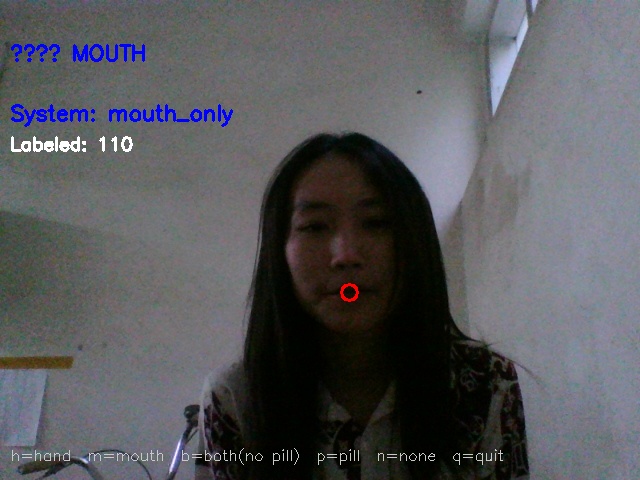 ???? MOUTH
System: mouth_only
Labeled: 110
h=hand m=mouth b=both(no pill) p=pill n=none q=quit